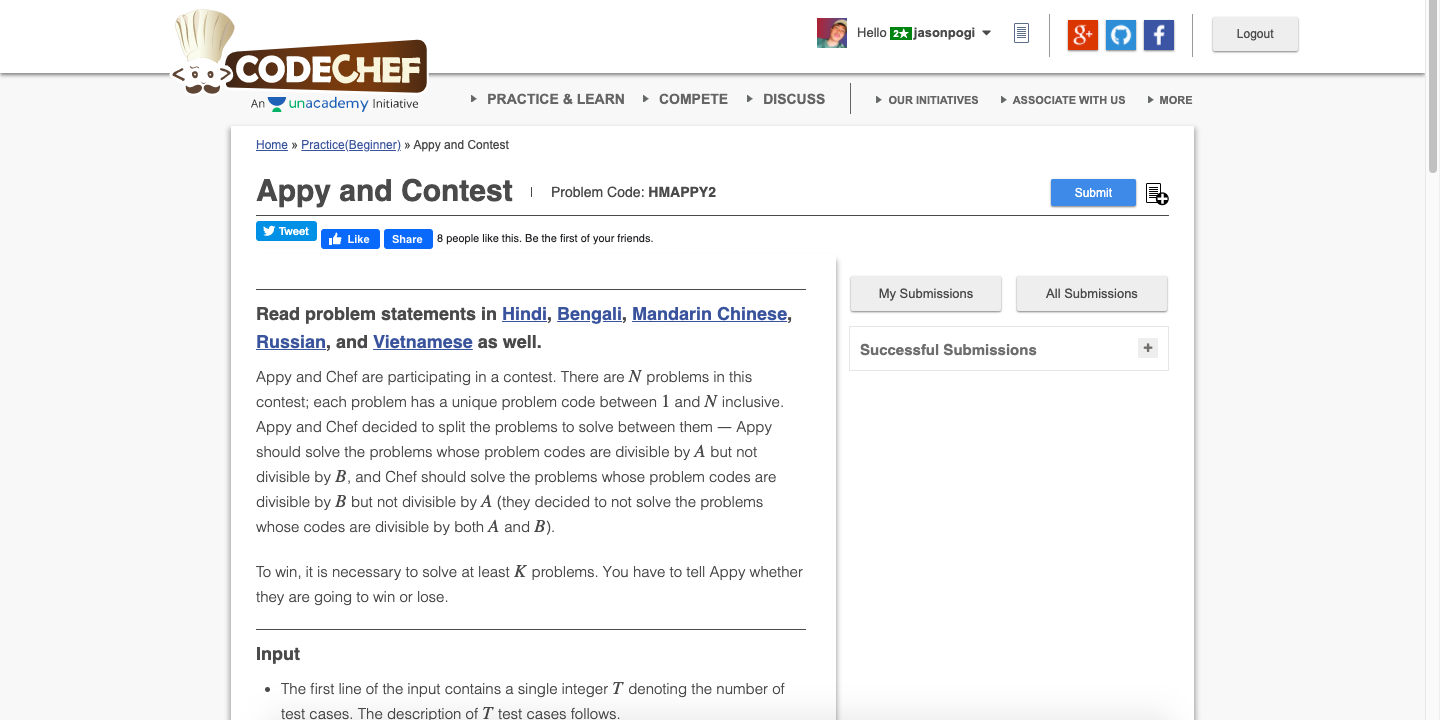 CODECHEF
An unacademy Initiative
Hello 2★ jasonpogi
Logout
PRACTICE & LEARN COMPETE DISCUSS OUR INITIATIVES ASSOCIATE WITH US MORE
Home » Practice(Beginner) » Appy and Contest
Appy and Contest
Problem Code: HMAPPY2
Submit
Tweet
Like Share 8 people like this. Be the first of your friends.
My Submissions All Submissions
Successful Submissions
Read problem statements in Hindi, Bengali, Mandarin Chinese,
Russian, and Vietnamese as well.
Appy and Chef are participating in a contest. There are N problems in this
contest; each problem has a unique problem code between 1 and N inclusive.
Appy and Chef decided to split the problems to solve between them — Appy
should solve the problems whose problem codes are divisible by A but not
divisible by B, and Chef should solve the problems whose problem codes are
divisible by B but not divisible by A (they decided to not solve the problems
whose codes are divisible by both A and B).
To win, it is necessary to solve at least K problems. You have to tell Appy whether
they are going to win or lose.
Input
• The first line of the input contains a single integer T denoting the number of
test cases. The description of T test cases follows.